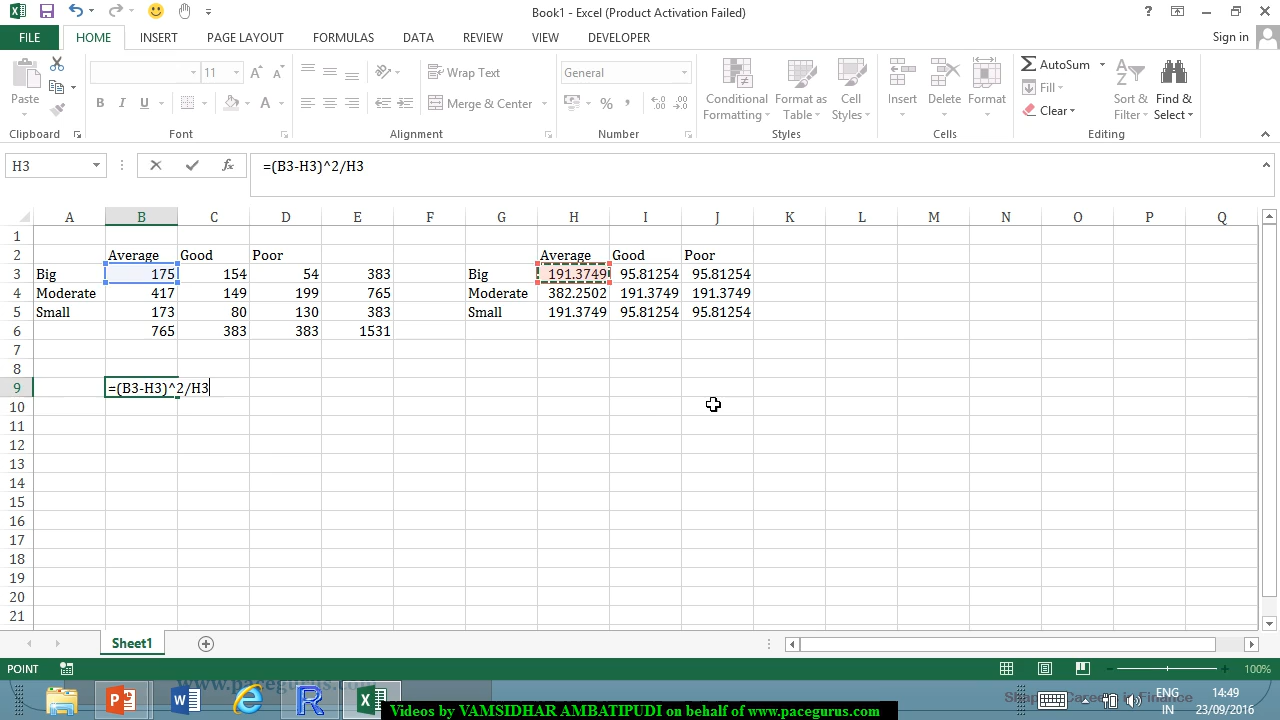 Book1 - Excel (Product Activation Failed)
FILE HOME INSERT PAGE LAYOUT FORMULAS DATA REVIEW VIEW DEVELOPER Sign in
Paste
11
B I U A
Wrap Text
Merge & Center
General
% ,
Conditional Formatting
Format as Table
Cell Styles
Insert Delete Format
AutoSum
Fill
Clear
Sort & Filter
Find & Select
Clipboard Font Alignment Number Styles Cells Editing
H3 fx =(B3-H3)^2/H3
A B C D E F G H I J K L M N O P Q
1
2 Average Good Poor Average Good Poor
3 Big 175 154 54 383 Big 191.3749 95.81254 95.81254
4 Moderate 417 149 199 765 Moderate 382.2502 191.3749 191.3749
5 Small 173 80 130 383 Small 191.3749 95.81254 95.81254
6 765 383 383 1531
7
8
9 =(B3-H3)^2/H3
10
11
12
13
14
15
16
17
18
19
20
21
Sheet1
POINT 100%
www.pacegurus.com
ENG 14:49
IN 23/09/2016
Videos by VAMSIDHAR AMBATIPUDI on behalf of www.pacegurus.com